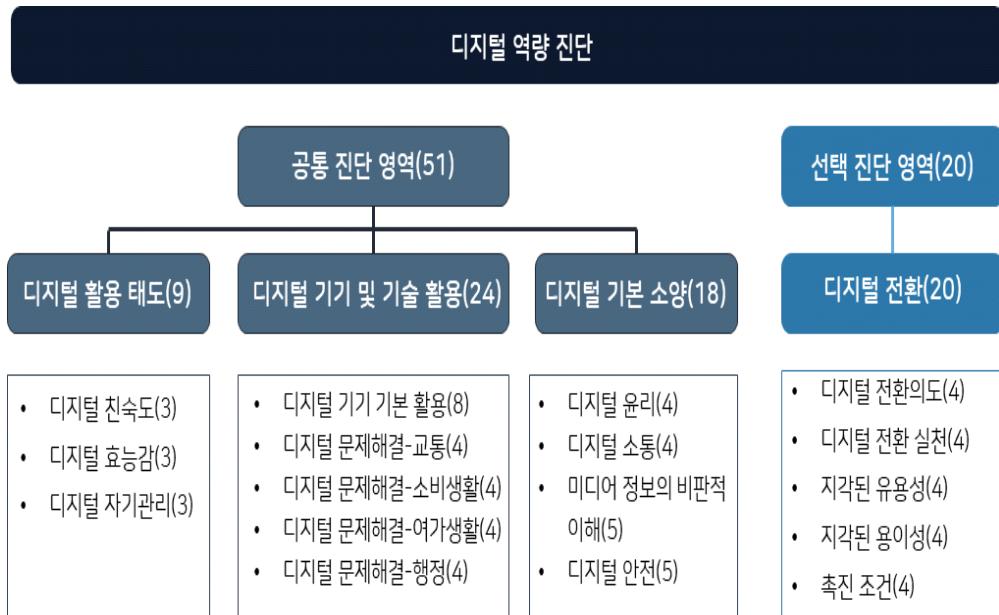 디지털 역량 진단
공통 진단 영역(51)
선택 진단 영역(20)
디지털 활용 태도(9)
디지털 기기 및 기술 활용(24)
디지털 기본 소양(18)
디지털 전환(20)
• 디지털 친숙도(3)
• 디지털 효능감(3)
• 디지털 자기관리(3)
• 디지털 기기 기본 활용(8)
• 디지털 문제해결-교통(4)
• 디지털 문제해결-소비생활(4)
• 디지털 문제해결-여가생활(4)
• 디지털 문제해결-행정(4)
• 디지털 윤리(4)
• 디지털 소통(4)
• 미디어 정보의 비판적
이해(5)
• 디지털 안전(5)
• 디지털 전환의도(4)
• 디지털 전환 실천(4)
• 지각된 유용성(4)
• 지각된 용이성(4)
• 촉진 조건(4)